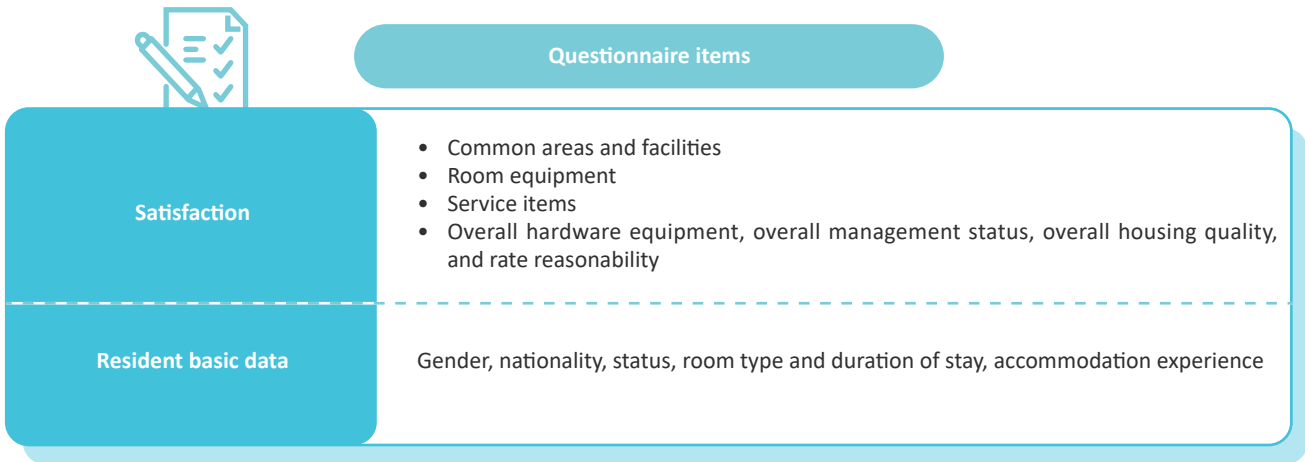 Questionnaire items
Satisfaction
• Common areas and facilities
• Room equipment
• Service items
• Overall hardware equipment, overall management status, overall housing quality,
and rate reasonability
Resident basic data
Gender, nationality, status, room type and duration of stay, accommodation experience